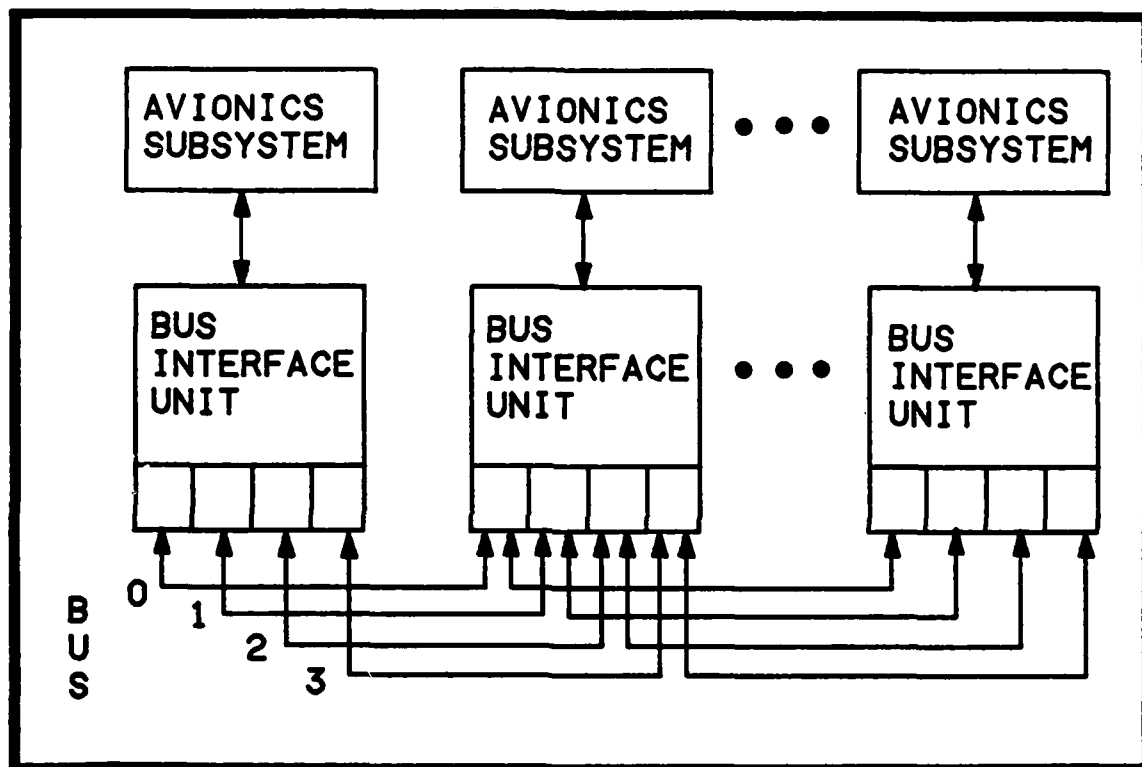 AVIONICS
SUBSYSTEM
AVIONICS
SUBSYSTEM
AVIONICS
SUBSYSTEM
BUS
INTERFACE
UNIT
BUS
INTERFACE
UNIT
BUS
INTERFACE
UNIT
BUS
0
1
2
3